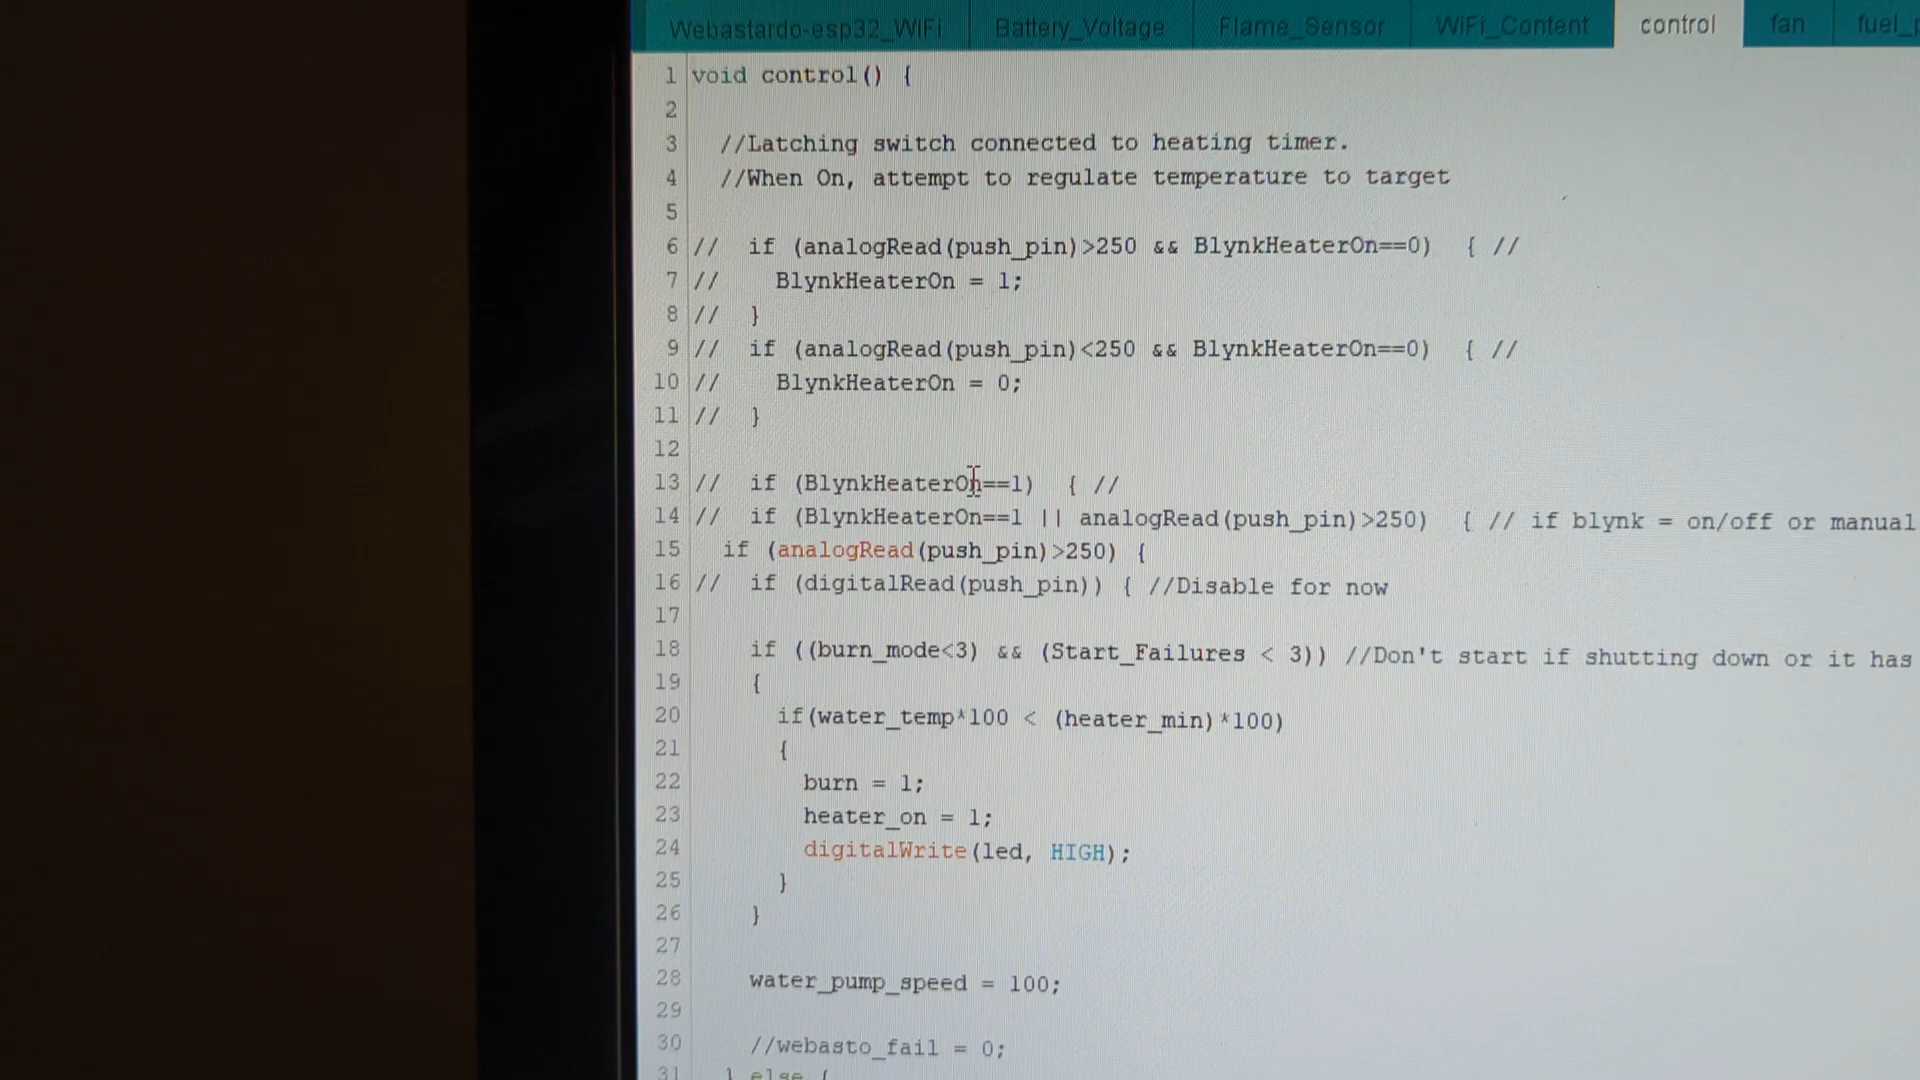 Webastardo-esp32_WIFI Battery_Voltage Flame_Sensor WiFi_Content control fan
1 void control() {
2
3 //Latching switch connected to heating timer.
4 //When On, attempt to regulate temperature to target
5
6 // if (analogRead(push_pin)>250 && BlynkHeaterOn==0) { //
7 // BlynkHeaterOn = 1;
8 // }
9 // if (analogRead(push_pin)<250 && BlynkHeaterOn==0) { //
10 // BlynkHeaterOn = 0;
11 // }
12
13 // if (BlynkHeaterOn==1) { //
14 // if (BlynkHeaterOn==1 || analogRead(push_pin)>250) { // if blynk = on/off or manual
15 if (analogRead(push_pin)>250) {
16 // if (digitalRead(push_pin)) { //Disable for now
17
18 if ((burn_mode<3) && (Start_Failures < 3)) //Don't start if shutting down or it has
19 {
20 if(water_temp*100 < (heater_min)*100)
21 {
22 burn = 1;
23 heater_on = 1;
24 digitalWrite(led, HIGH);
25 }
26 }
27
28 water_pump_speed = 100;
29
30 //webasto_fail = 0;
31 } else {